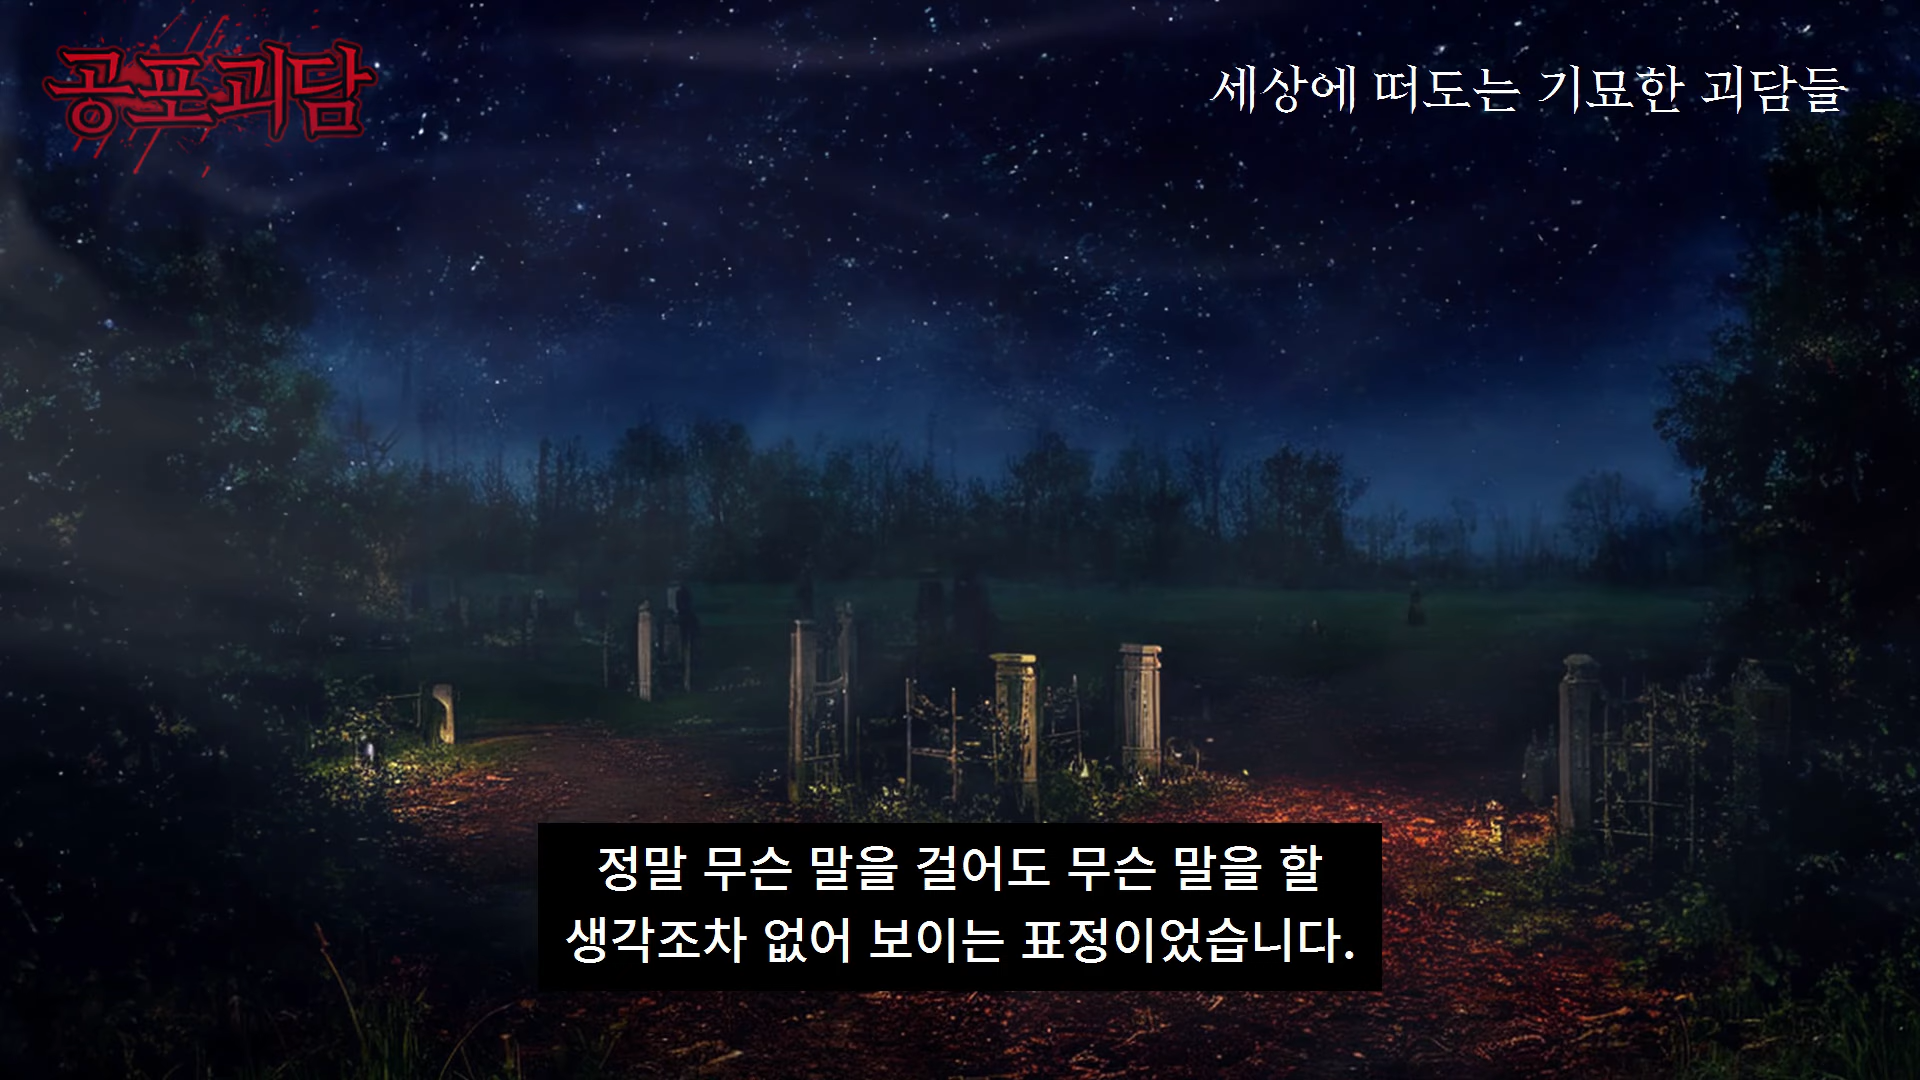 공포괴담
세상에 떠도는 기묘한 괴담들
정말 무슨 말을 걸어도 무슨 말을 할
생각조차 없어 보이는 표정이었습니다.